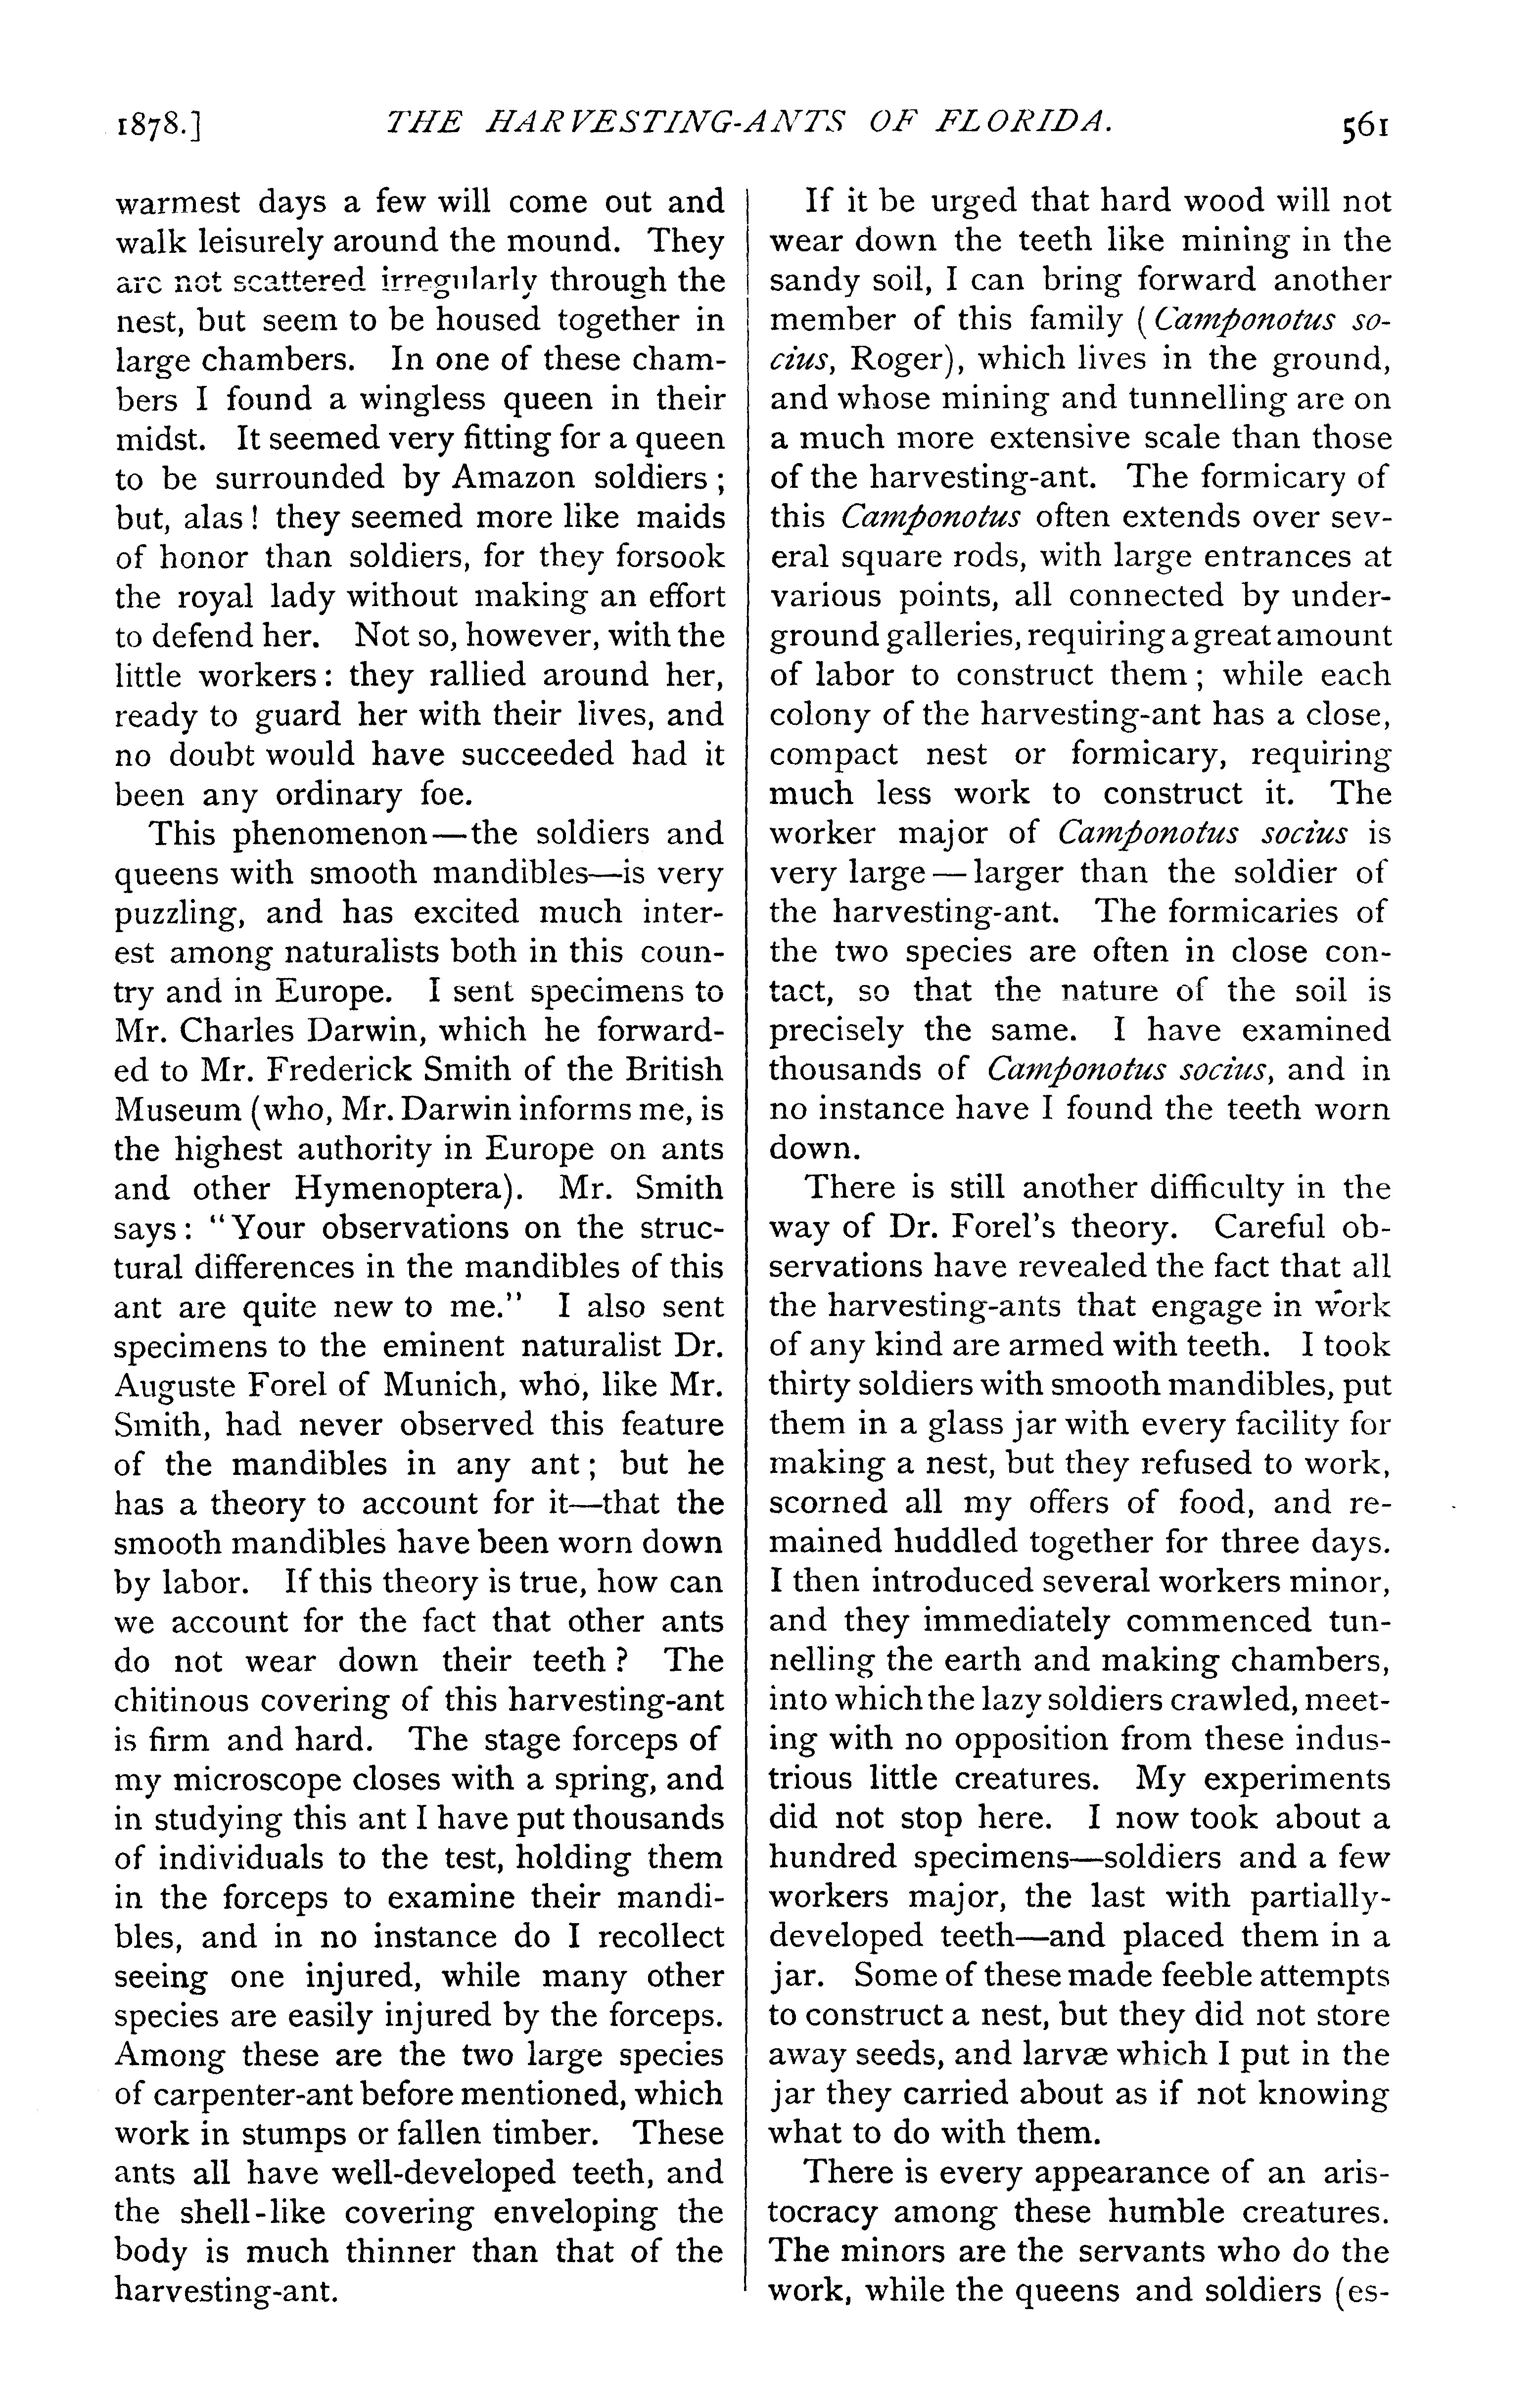 1878.] THE HARVESTING-ANTS OF FLORIDA. 561
warmest days a few will come out and
walk leisurely around the mound. They
are not scattered irregularly through the
nest, but seem to be housed together in
large chambers. In one of these cham-
bers I found a wingless queen in their
midst. It seemed very fitting for a queen
to be surrounded by Amazon soldiers ;
but, alas ! they seemed more like maids
of honor than soldiers, for they forsook
the royal lady without making an effort
to defend her. Not so, however, with the
little workers : they rallied around her,
ready to guard her with their lives, and
no doubt would have succeeded had it
been any ordinary foe.
This phenomenon—the soldiers and
queens with smooth mandibles—is very
puzzling, and has excited much inter-
est among naturalists both in this coun-
try and in Europe. I sent specimens to
Mr. Charles Darwin, which he forward-
ed to Mr. Frederick Smith of the British
Museum (who, Mr. Darwin informs me, is
the highest authority in Europe on ants
and other Hymenoptera). Mr. Smith
says: "Your observations on the struc-
tural differences in the mandibles of this
ant are quite new to me." I also sent
specimens to the eminent naturalist Dr.
Auguste Forel of Munich, who, like Mr.
Smith, had never observed this feature
of the mandibles in any ant ; but he
has a theory to account for it—that the
smooth mandibles have been worn down
by labor. If this theory is true, how can
we account for the fact that other ants
do not wear down their teeth ? The
chitinous covering of this harvesting-ant
is firm and hard. The stage forceps of
my microscope closes with a spring, and
in studying this ant I have put thousands
of individuals to the test, holding them
in the forceps to examine their mandi-
bles, and in no instance do I recollect
seeing one injured, while many other
species are easily injured by the forceps.
Among these are the two large species
of carpenter-ant before mentioned, which
work in stumps or fallen timber. These
ants all have well-developed teeth, and
the shell-like covering enveloping the
body is much thinner than that of the
harvesting-ant.
If it be urged that hard wood will not
wear down the teeth like mining in the
sandy soil, I can bring forward another
member of this family (Camponotus so-
cius, Roger), which lives in the ground,
and whose mining and tunnelling are on
a much more extensive scale than those
of the harvesting-ant. The formicary of
this Camponotus often extends over sev-
eral square rods, with large entrances at
various points, all connected by under-
ground galleries, requiring a great amount
of labor to construct them ; while each
colony of the harvesting-ant has a close,
compact nest or formicary, requiring
much less work to construct it. The
worker major of Camponotus socius is
very large — larger than the soldier of
the harvesting-ant. The formicaries of
the two species are often in close con-
tact, so that the nature of the soil is
precisely the same. I have examined
thousands of Camponotus socius, and in
no instance have I found the teeth worn
down.
There is still another difficulty in the
way of Dr. Forel's theory. Careful ob-
servations have revealed the fact that all
the harvesting-ants that engage in work
of any kind are armed with teeth. I took
thirty soldiers with smooth mandibles, put
them in a glass jar with every facility for
making a nest, but they refused to work,
scorned all my offers of food, and re-
mained huddled together for three days.
I then introduced several workers minor,
and they immediately commenced tun-
nelling the earth and making chambers,
into which the lazy soldiers crawled, meet-
ing with no opposition from these indus-
trious little creatures. My experiments
did not stop here. I now took about a
hundred specimens—soldiers and a few
workers major, the last with partially-
developed teeth—and placed them in a
jar. Some of these made feeble attempts
to construct a nest, but they did not store
away seeds, and larvæ which I put in the
jar they carried about as if not knowing
what to do with them.
There is every appearance of an aris-
tocracy among these humble creatures.
The minors are the servants who do the
work, while the queens and soldiers (es-